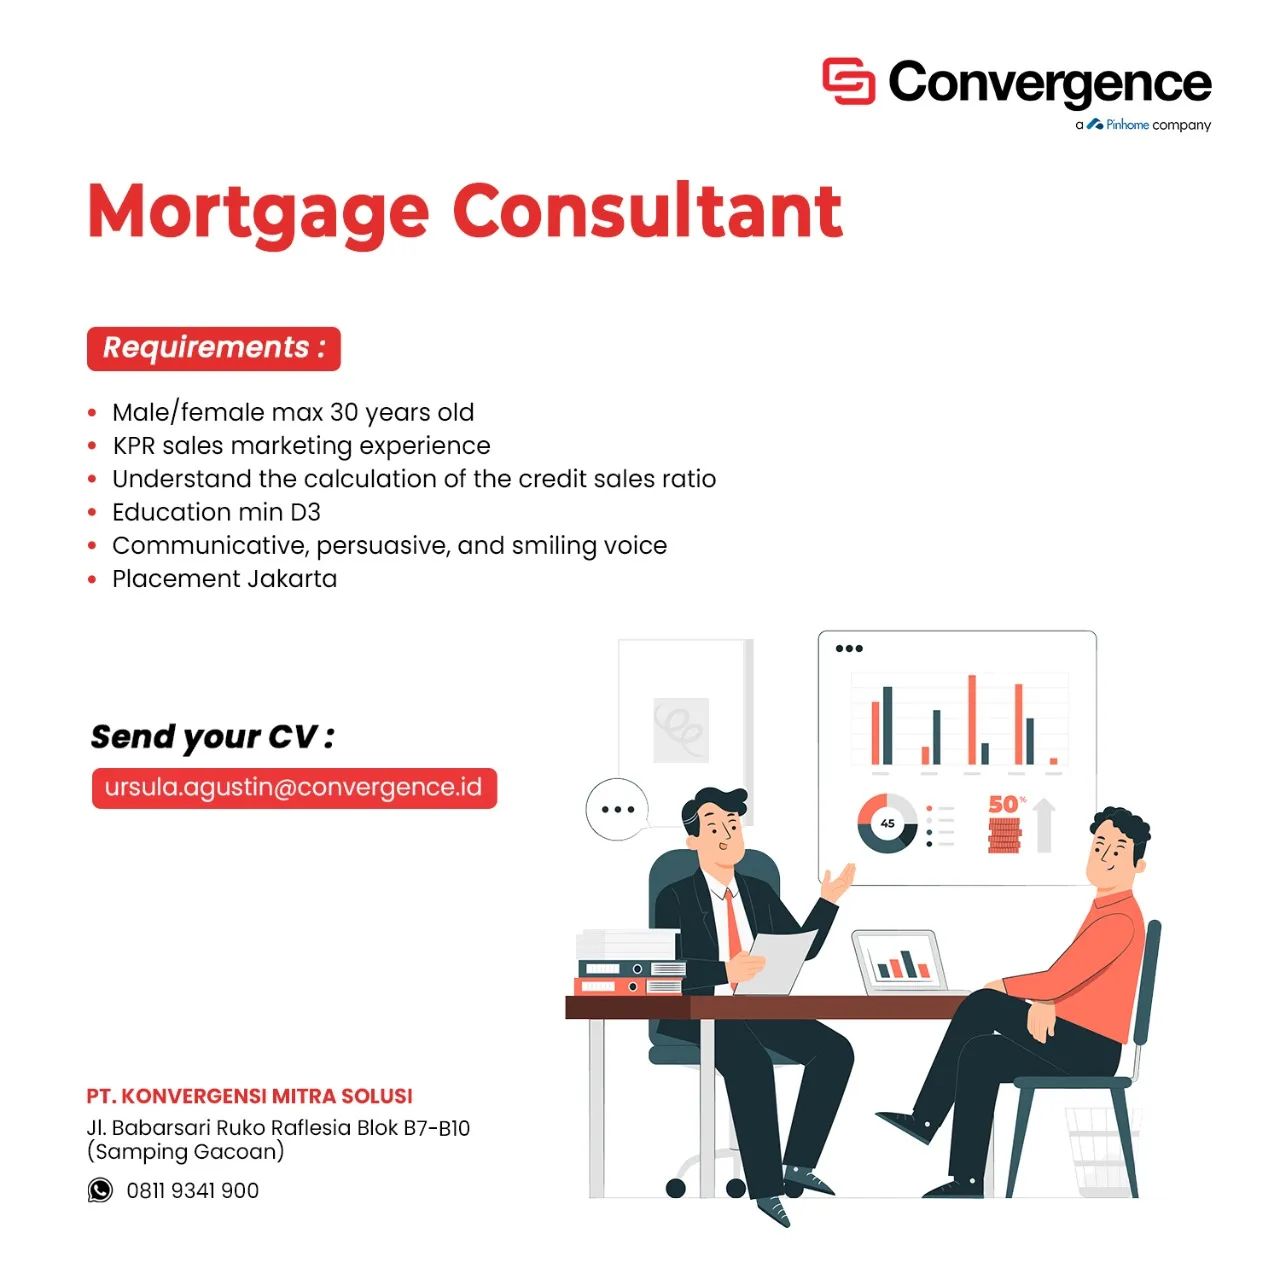 Convergence
a Pinhome company
Mortgage Consultant
Requirements :
• Male/female max 30 years old
• KPR sales marketing experience
• Understand the calculation of the credit sales ratio
• Education min D3
• Communicative, persuasive, and smiling voice
• Placement Jakarta
Send your CV :
ursula.agustin@convergence.id
50%
45
PT. KONVERGENSI MITRA SOLUSI
Jl. Babarsari Ruko Raflesia Blok B7-B10
(Samping Gacoan)
0811 9341 900